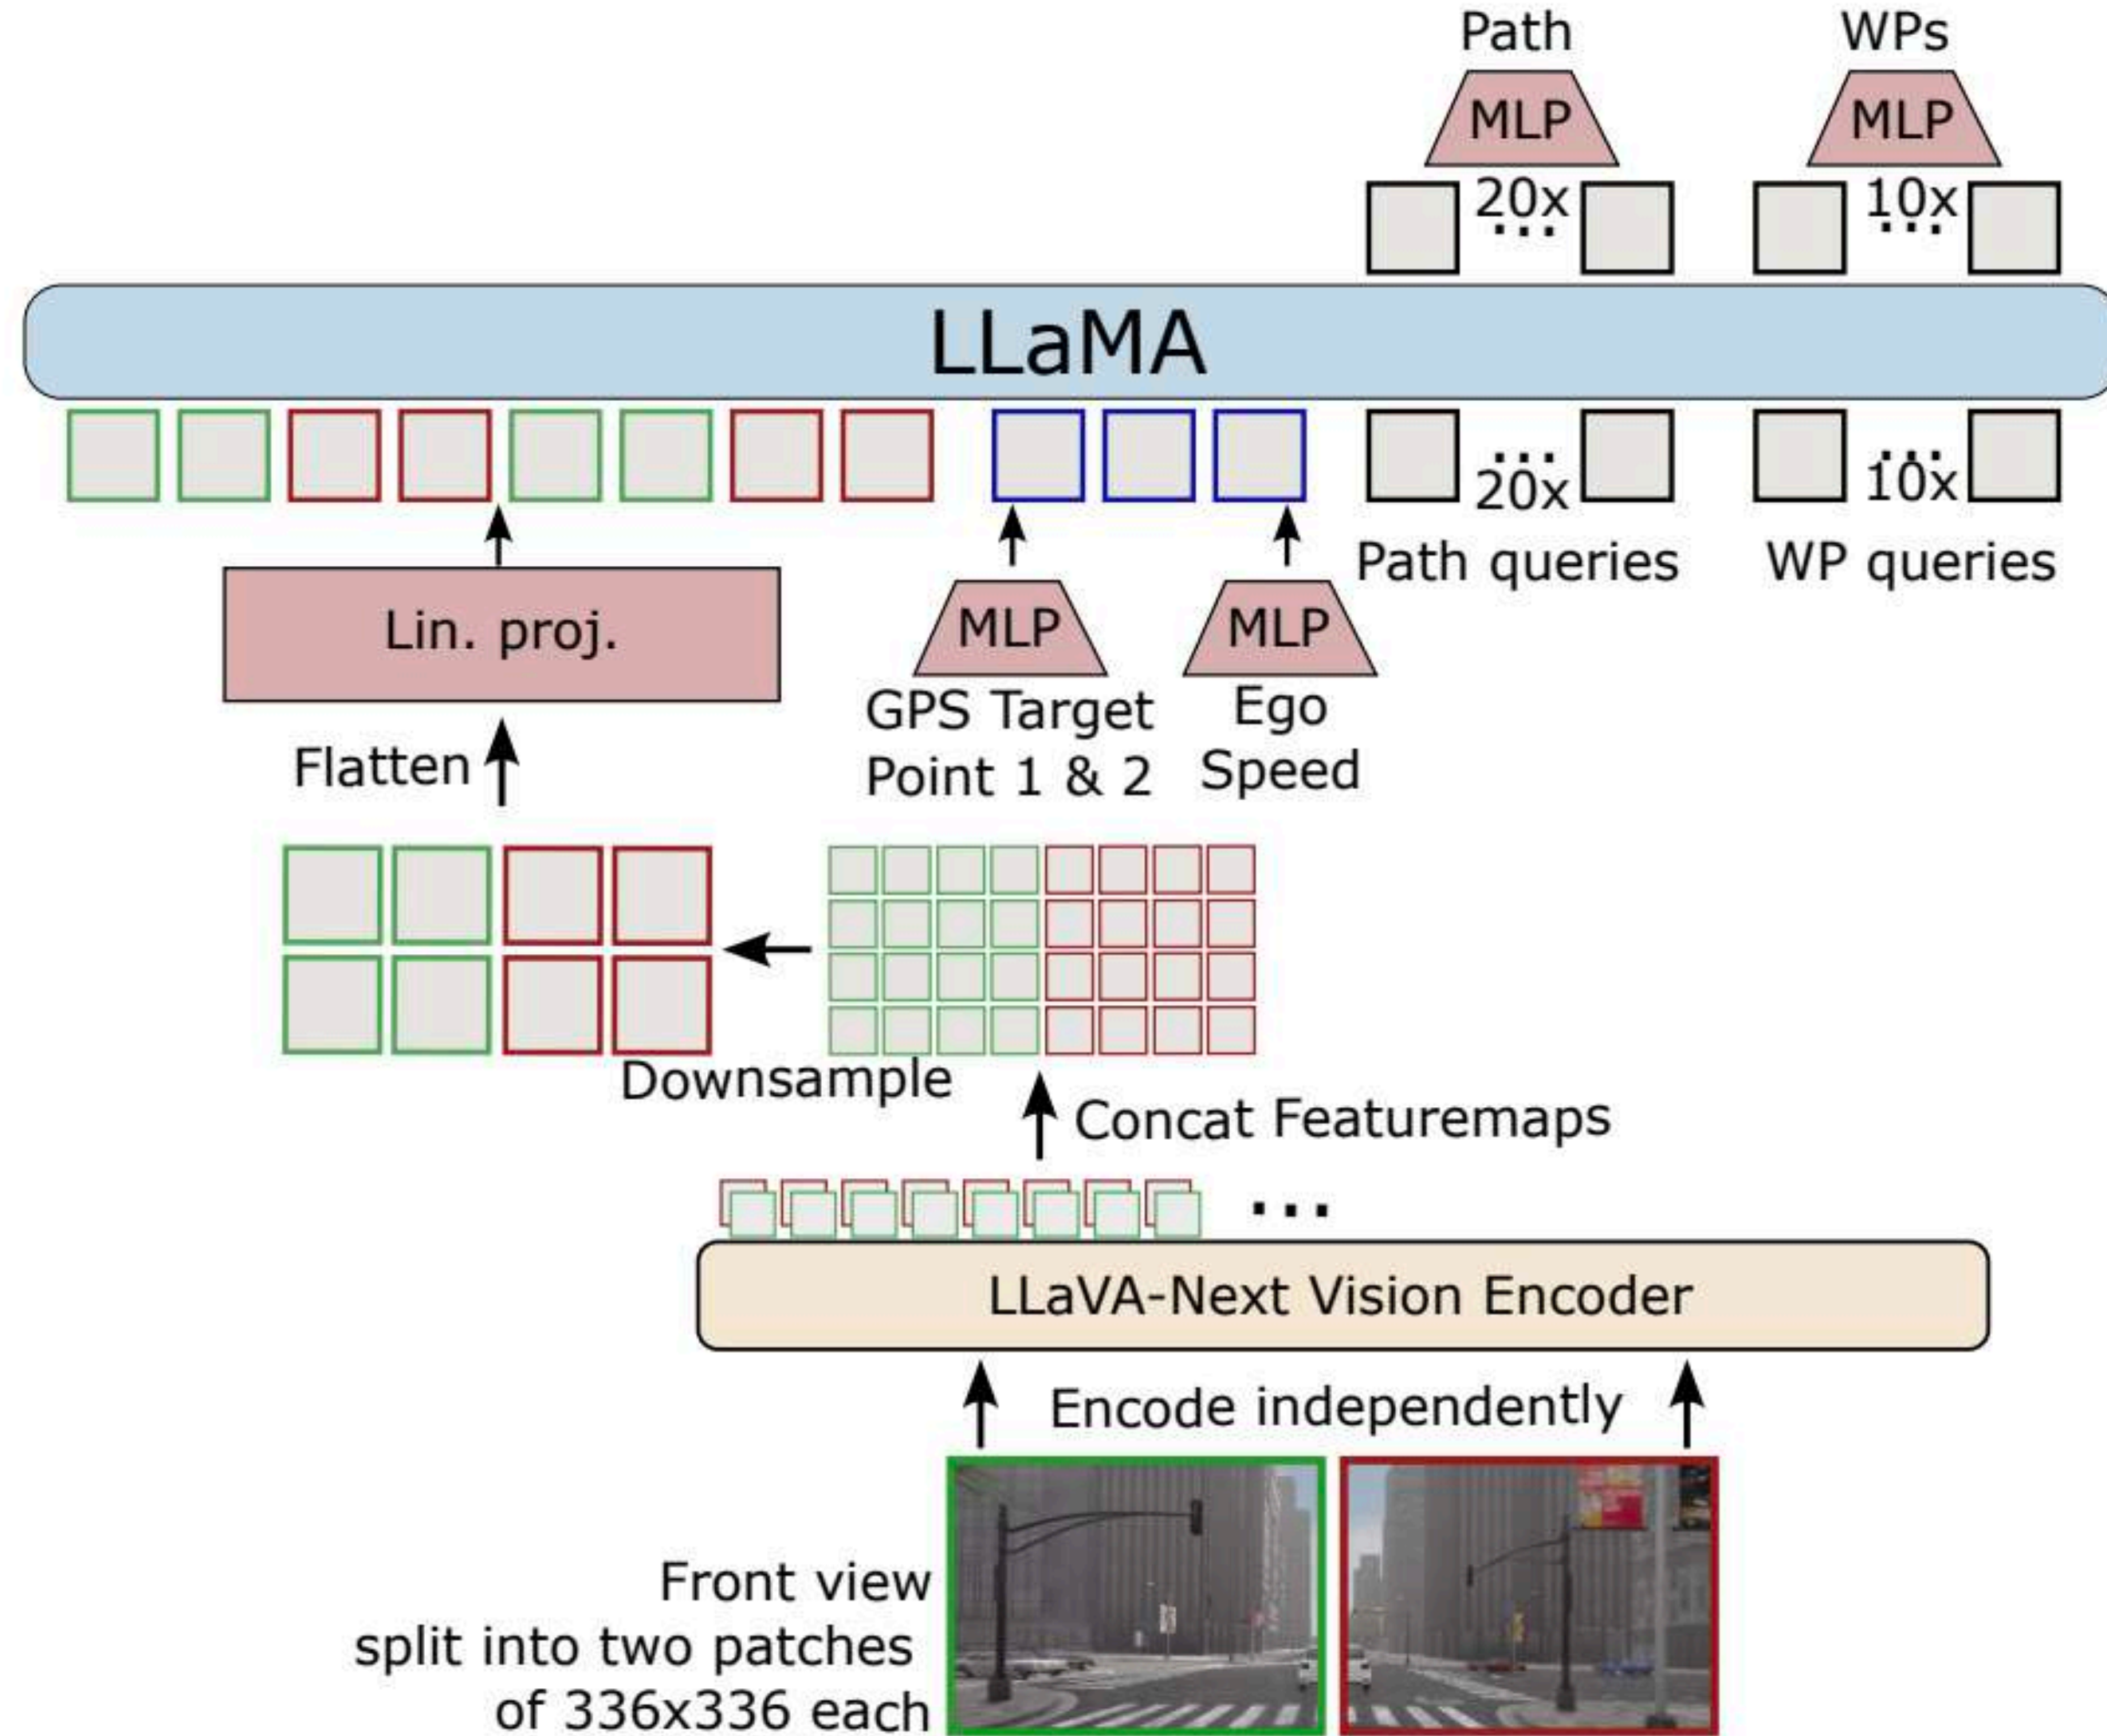 Path
WPs
MLP
MLP
20x
...
10x
...
LLaMA
...
20x
...
10x
Path queries
WP queries
Lin. proj.
MLP
MLP
GPS Target
Point 1 & 2
Ego
Speed
Flatten
Downsample
Concat Featuremaps
...
LLaVA-Next Vision Encoder
Encode independently
Front view
split into two patches
of 336x336 each